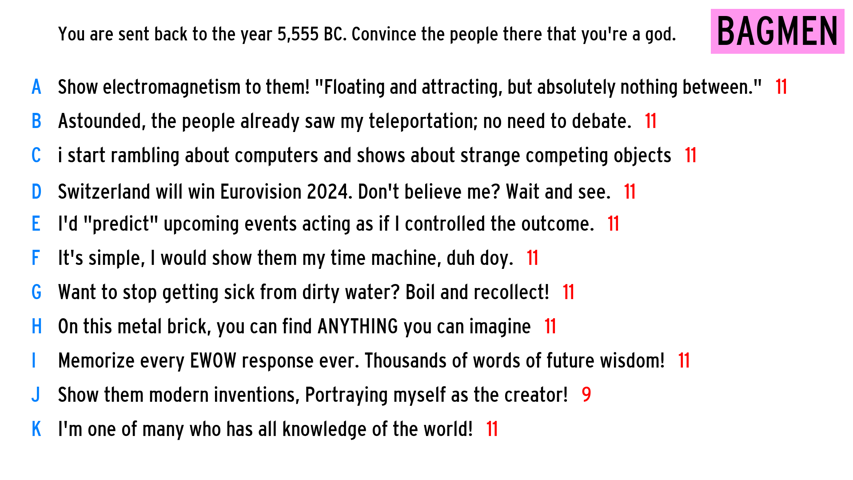 You are sent back to the year 5,555 BC. Convince the people there that you're a god.
BAGMEN
A Show electromagnetism to them! "Floating and attracting, but absolutely nothing between." 11
B Astounded, the people already saw my teleportation; no need to debate. 11
C i start rambling about computers and shows about strange competing objects 11
D Switzerland will win Eurovision 2024. Don't believe me? Wait and see. 11
E I'd "predict" upcoming events acting as if I controlled the outcome. 11
F It's simple, I would show them my time machine, duh doy. 11
G Want to stop getting sick from dirty water? Boil and recollect! 11
H On this metal brick, you can find ANYTHING you can imagine 11
I Memorize every EWOW response ever. Thousands of words of future wisdom! 11
J Show them modern inventions, Portraying myself as the creator! 9
K I'm one of many who has all knowledge of the world! 11